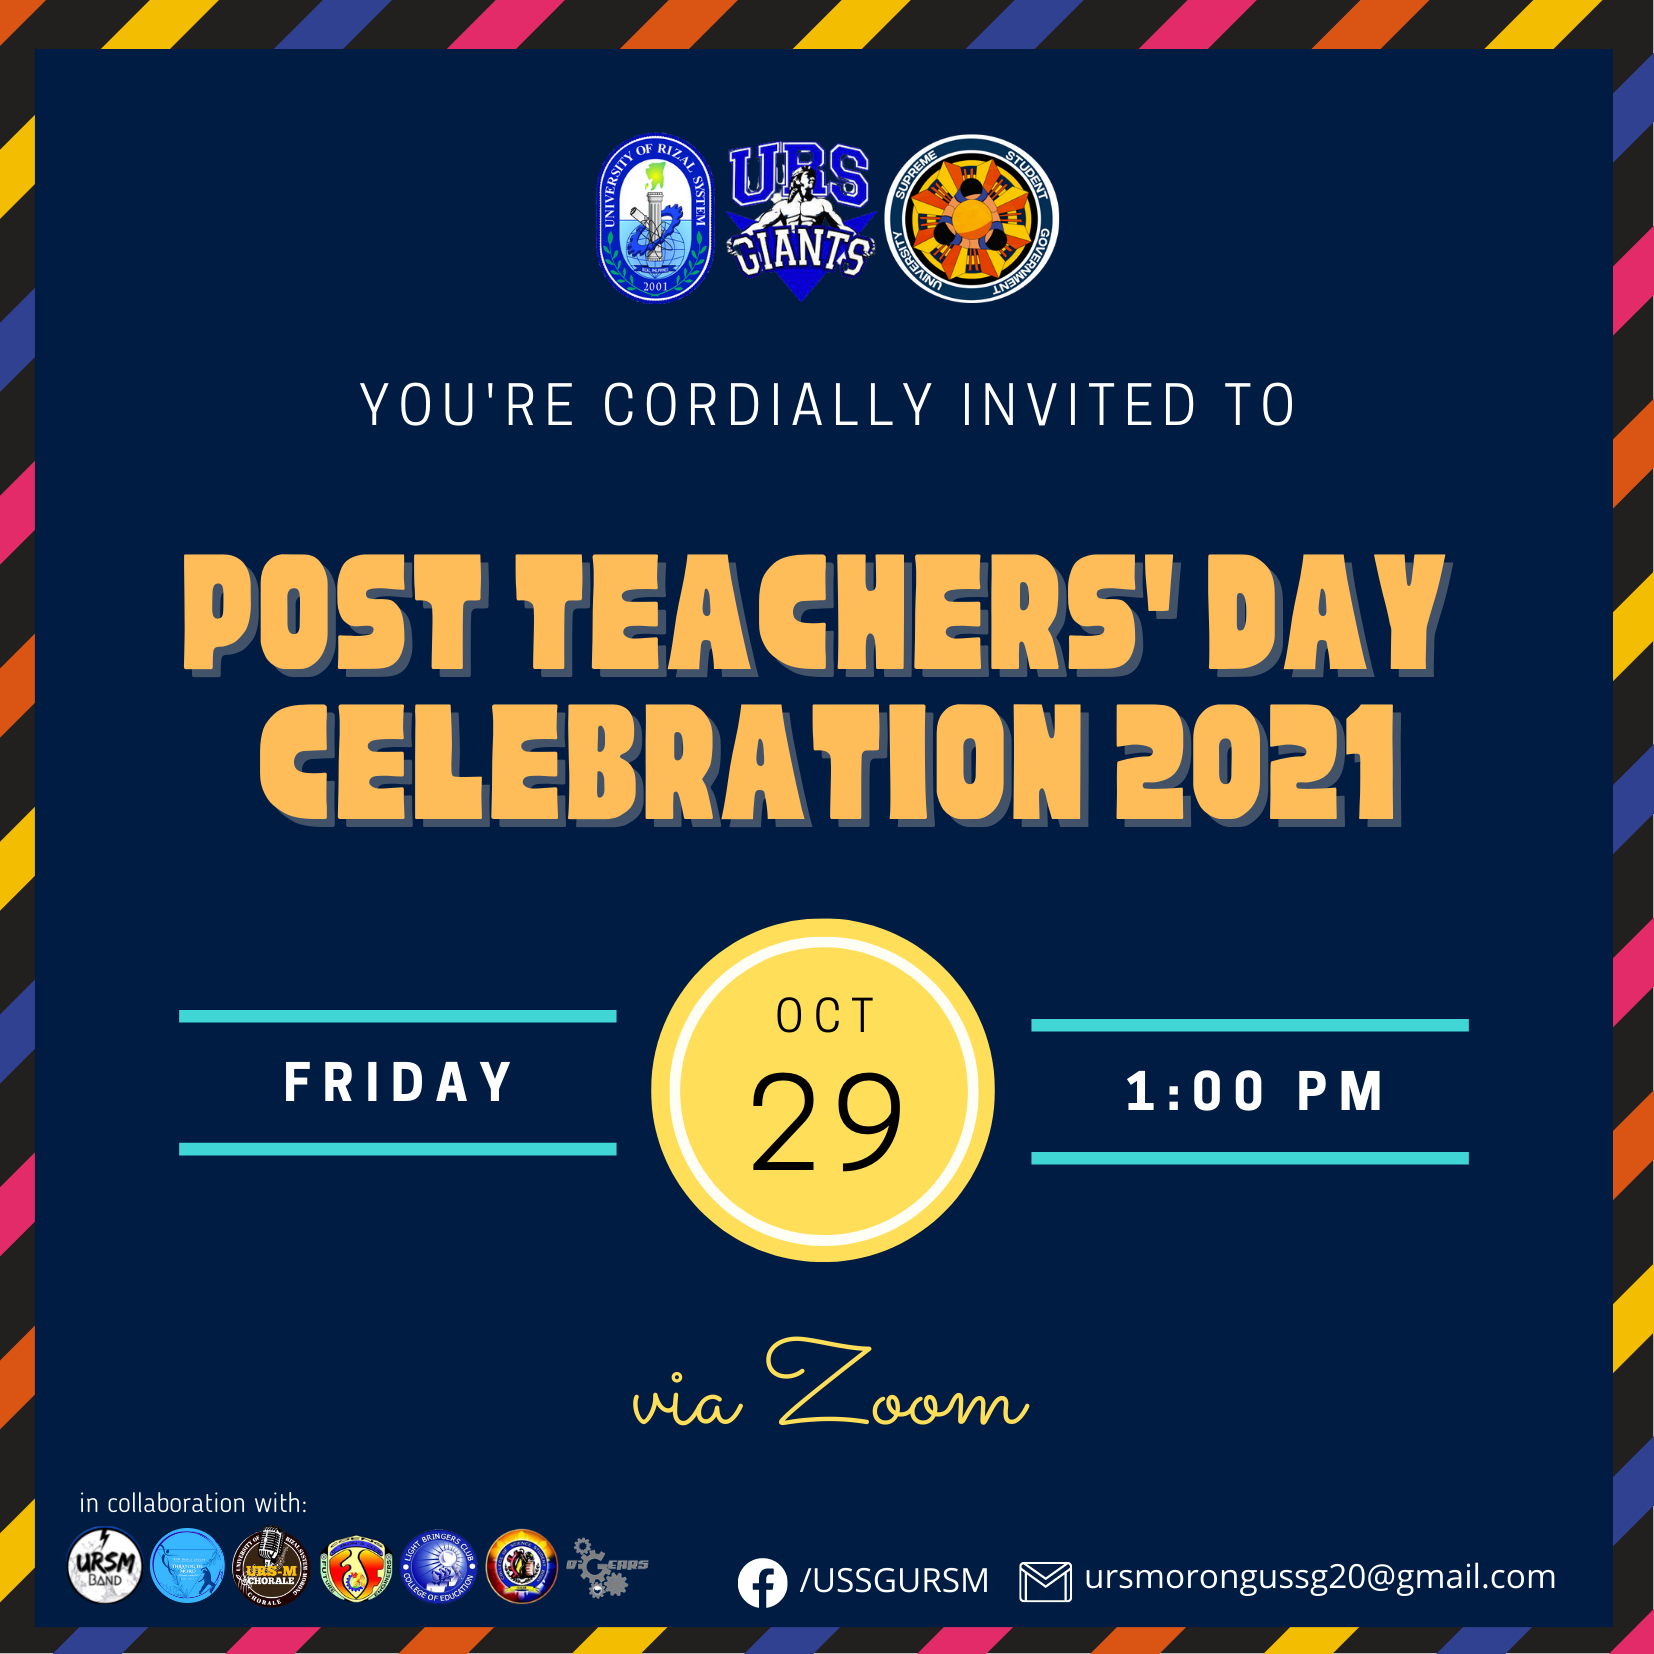 UNIVERSITY OF RIZAL SYSTEM
2001
URS
GIANTS
SUPREME STUDENT GOVERNMENT
UNIVERSITY
YOU'RE CORDIALLY INVITED TO
POST TEACHERS' DAY
CELEBRATION 2021
OCT
29
FRIDAY
1:00 PM
via Zoom
in collaboration with:
URSM
BAND
URS-M
CHORALE
CHORALE
LIGHT BRINGERS CLUB
COLLEGE OF EDUCATION
GEARS
/USSGURSM
ursmorongussg20@gmail.com